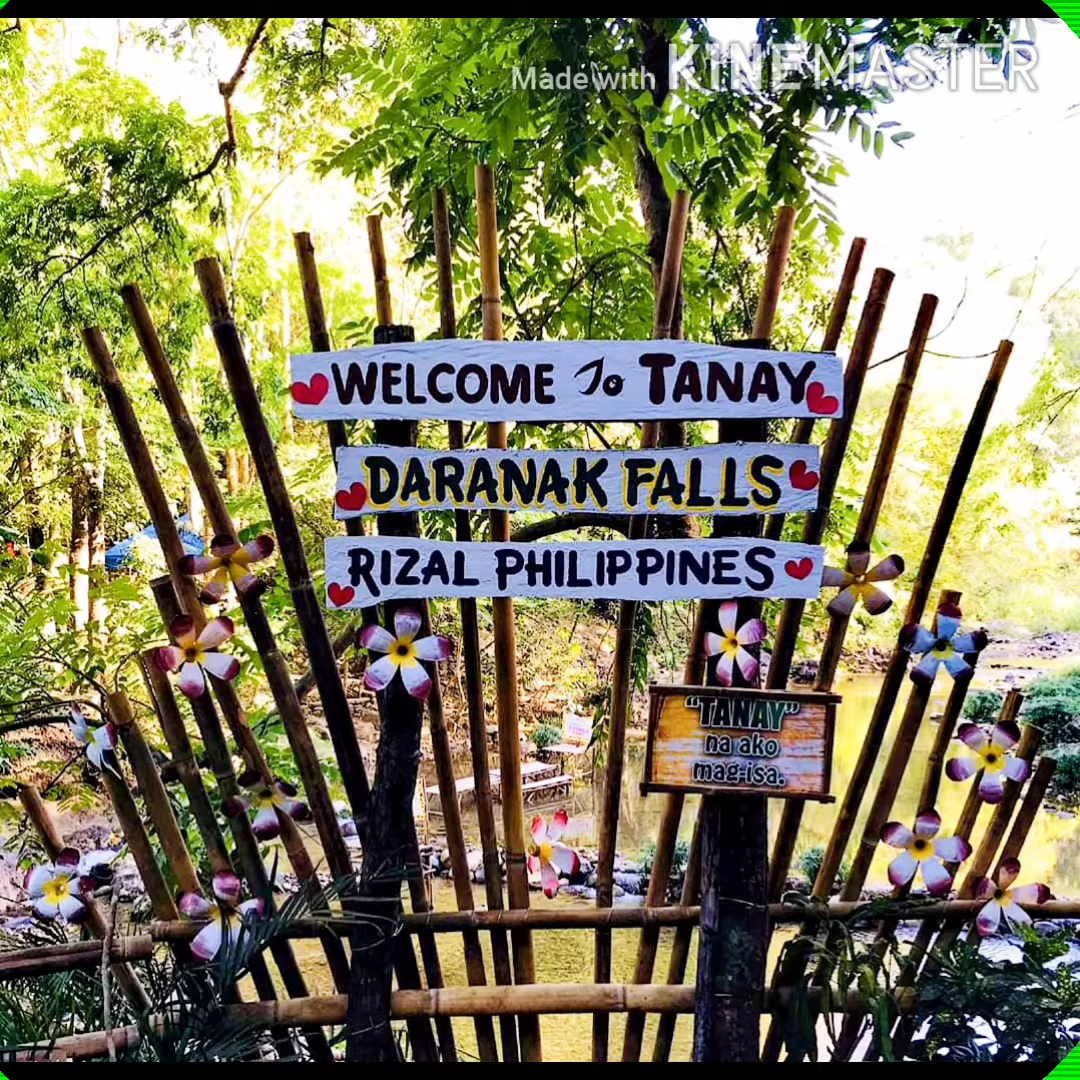 Made with KINEMASTER
WELCOME To TANAY
DARANAK FALLS
RIZAL PHILIPPINES
"TANAY"
na ako
mag-isa.